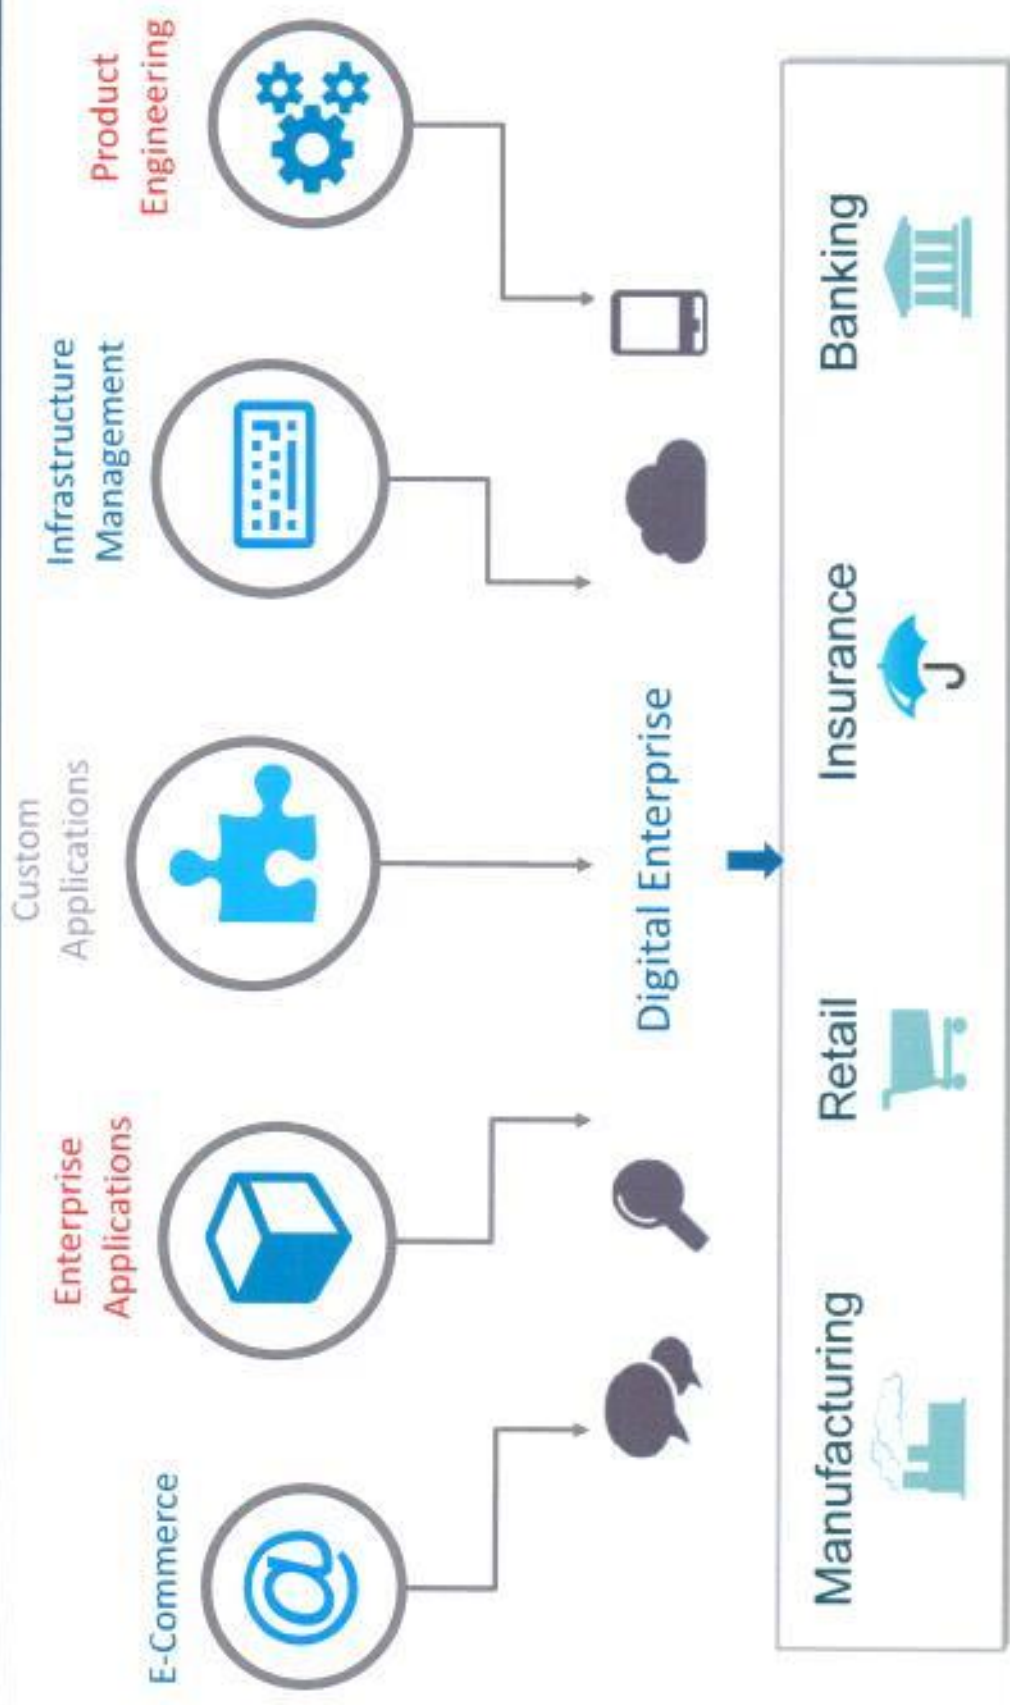 E-Commerce
Enterprise
Applications
Custom
Applications
Infrastructure
Management
Product
Engineering
Digital Enterprise
Manufacturing
Retail
Insurance
Banking